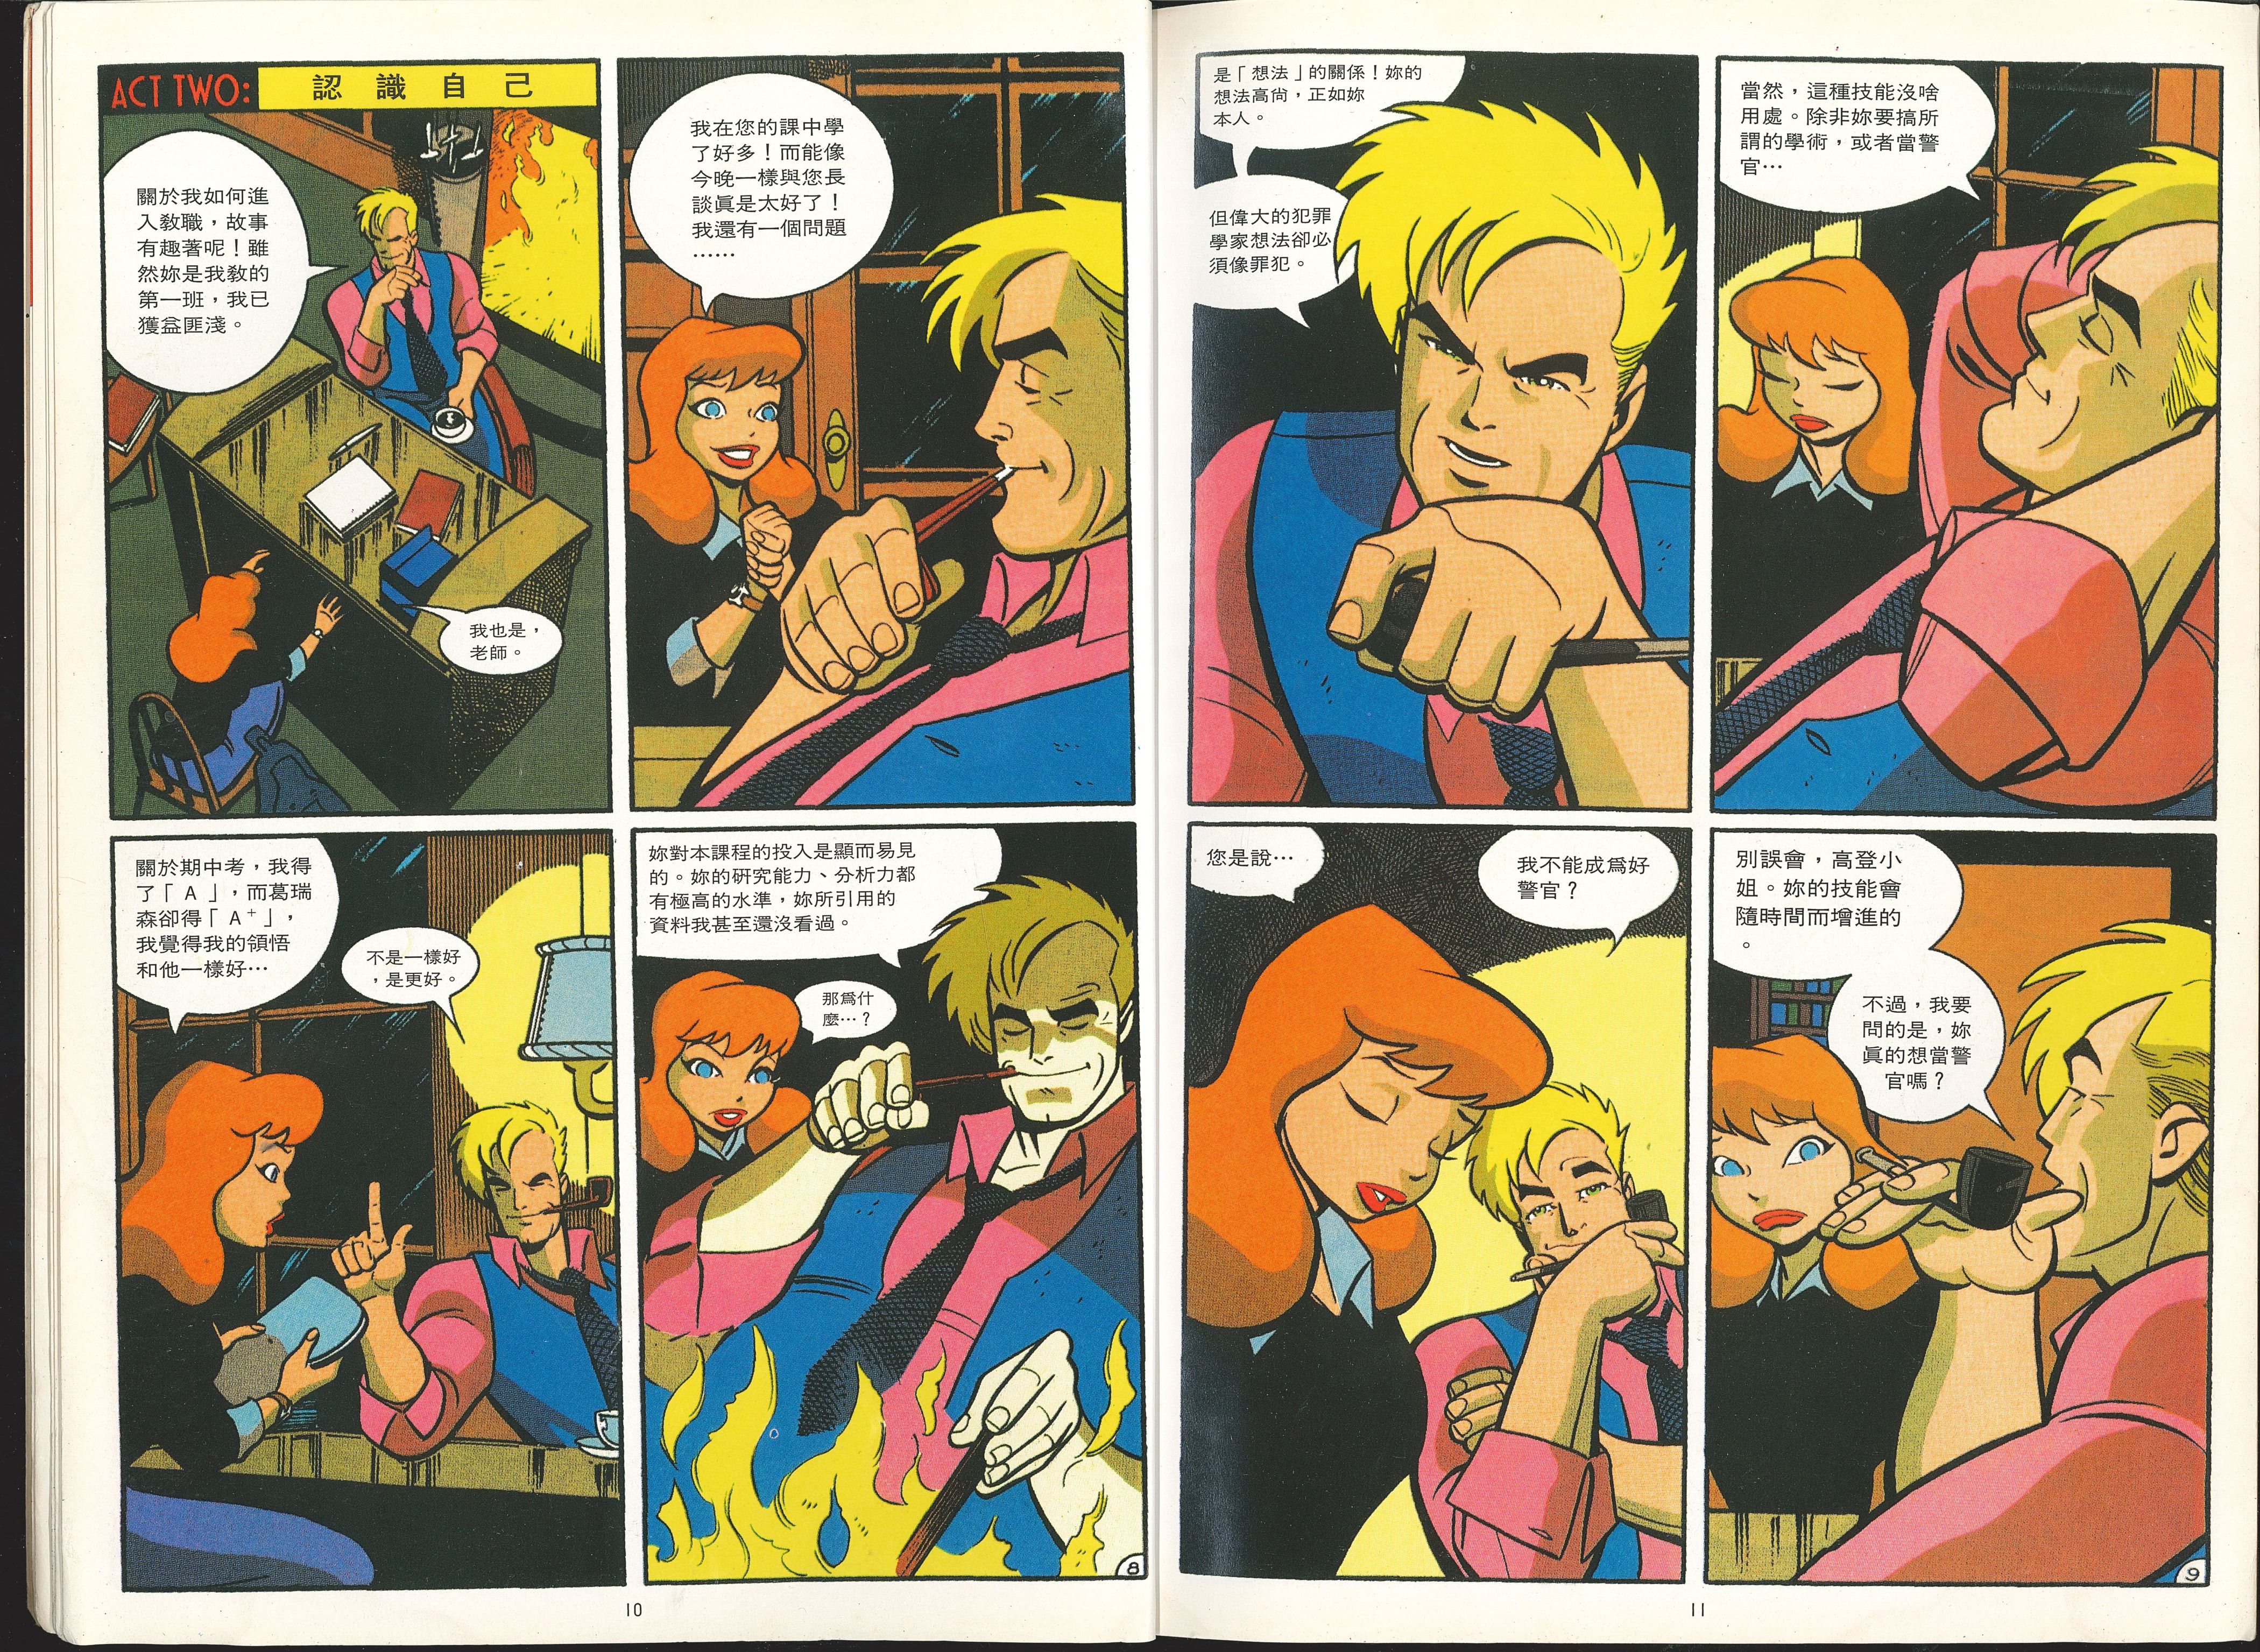 ACT TWO: 認識自己
關於我如何進
入教職，故事
有趣著呢！雖
然妳是我教的
第一班，我已
獲益匪淺。
我也是，
老師。
我在您的課中學
了好多！而能像
今晚一樣與您長
談真是太好了！
我還有一個問題
……
關於期中考，我得
了「A」，而葛瑞
森卻得「A⁺」，
我覺得我的領悟
和他一樣好…
不是一樣好
，是更好。
妳對本課程的投入是顯而易見
的。妳的研究能力、分析力都
有極高的水準，妳所引用的
資料我甚至還沒看過。
那爲什
麼…？
8
10
是「想法」的關係！妳的
想法高尚，正如妳
本人。
但偉大的犯罪
學家想法卻必
須像罪犯。
當然，這種技能沒啥
用處。除非妳要搞所
謂的學術，或者當警
官…
您是說…
我不能成爲好
警官？
別誤會，高登小
姐。妳的技能會
隨時間而增進的
。
不過，我要
問的是，妳
真的想當警
官嗎？
9
11